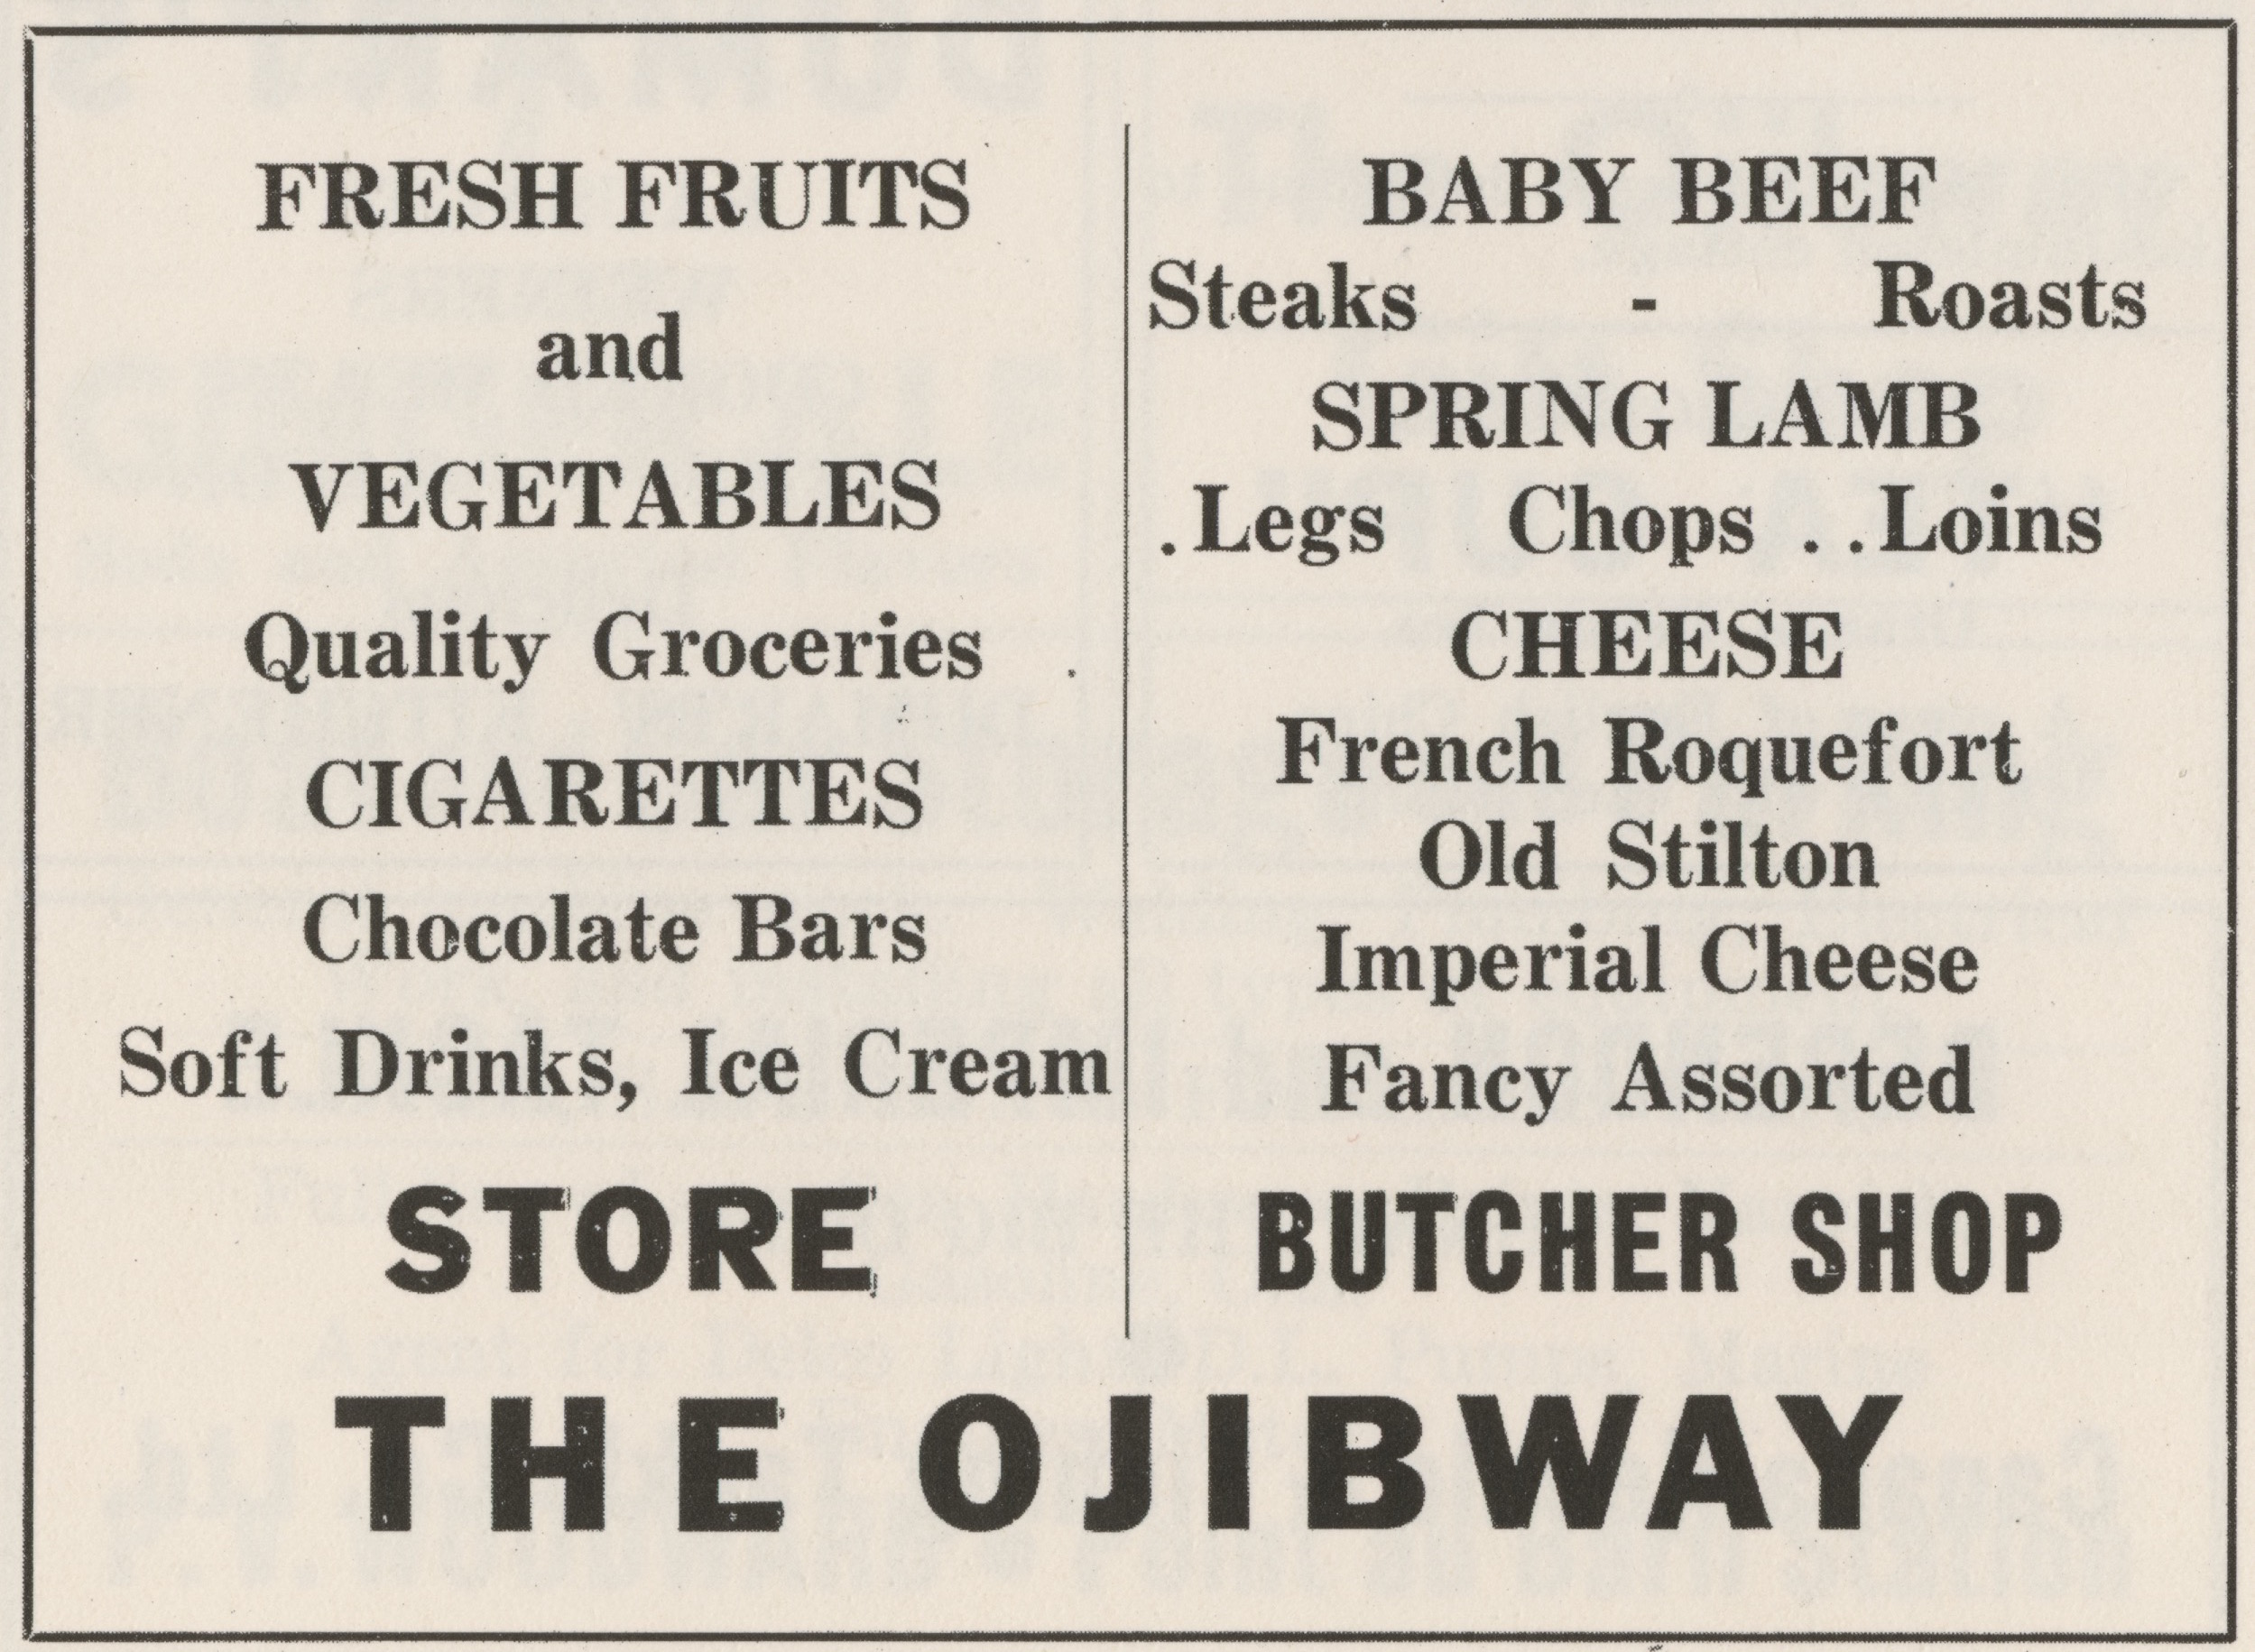 FRESH FRUITS
and
VEGETABLES
Quality Groceries
CIGARETTES
Chocolate Bars
Soft Drinks, Ice Cream
STORE
BABY BEEF
Steaks - Roasts
SPRING LAMB
.Legs Chops . . Loins
CHEESE
French Roquefort
Old Stilton
Imperial Cheese
Fancy Assorted
BUTCHER SHOP
THE OJIBWAY